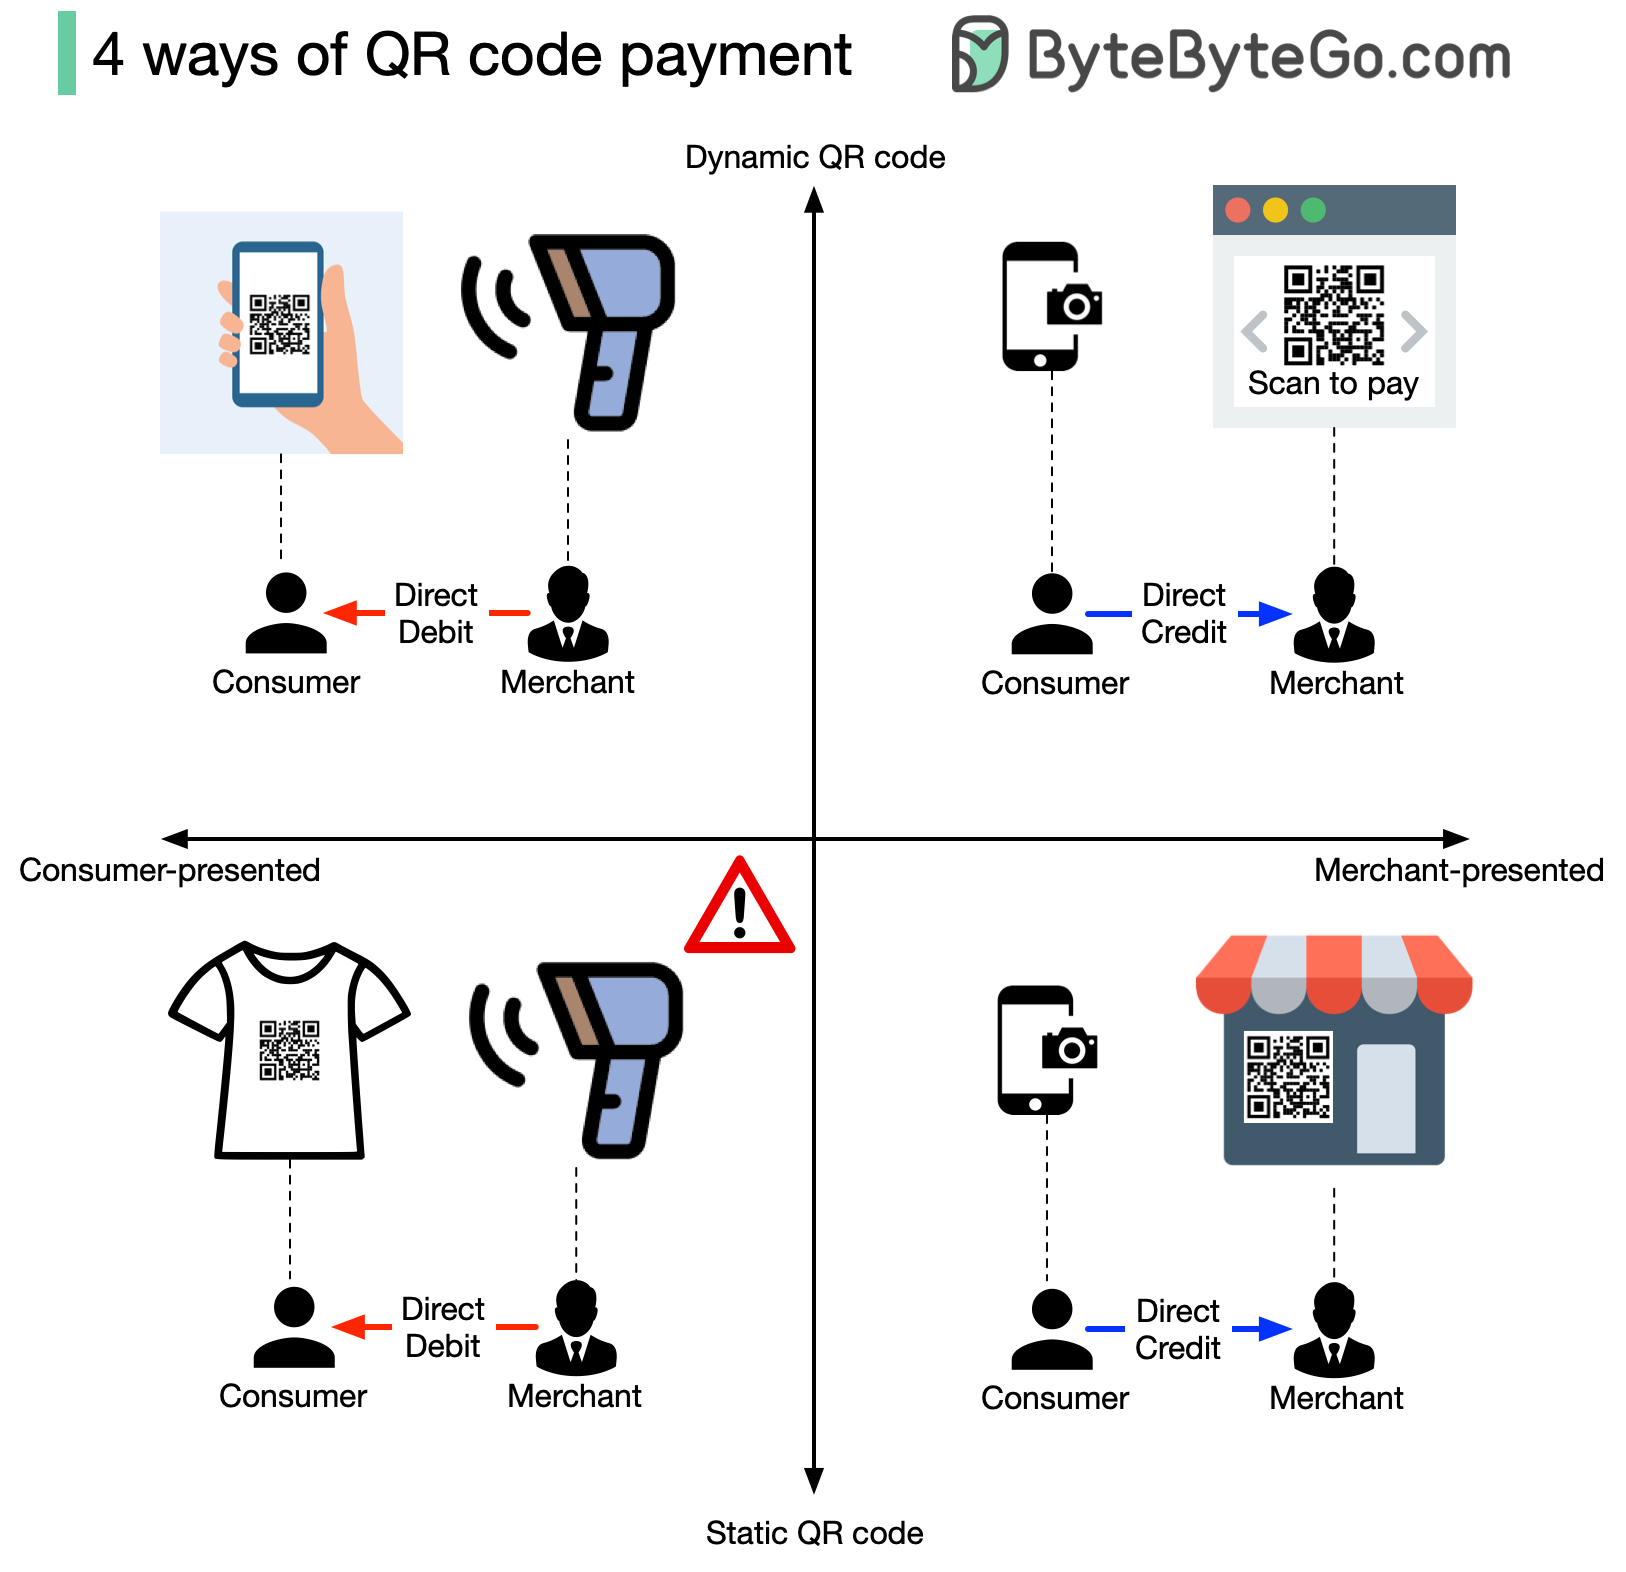 4 ways of QR code payment
ByteByteGo.com
Dynamic QR code
Scan to pay
Direct
Debit
Consumer
Merchant
Direct
Credit
Consumer
Merchant
Consumer-presented
Merchant-presented
Direct
Debit
Consumer
Merchant
Direct
Credit
Consumer
Merchant
Static QR code